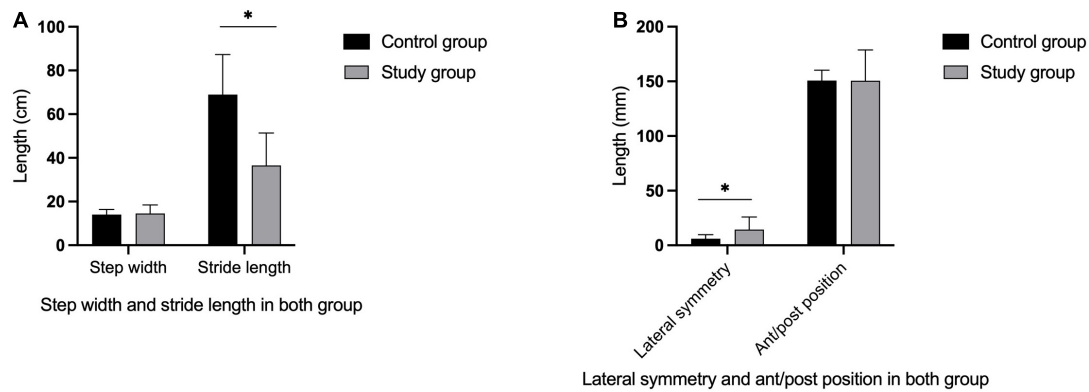 A
Length (cm)
100
80
60
40
20
0
*
Control group
Study group
Step width
Stride length
Step width and stride length in both group
B
Length (mm)
200
150
100
50
0
*
Control group
Study group
Lateral symmetry
Ant/post position
Lateral symmetry and ant/post position in both group